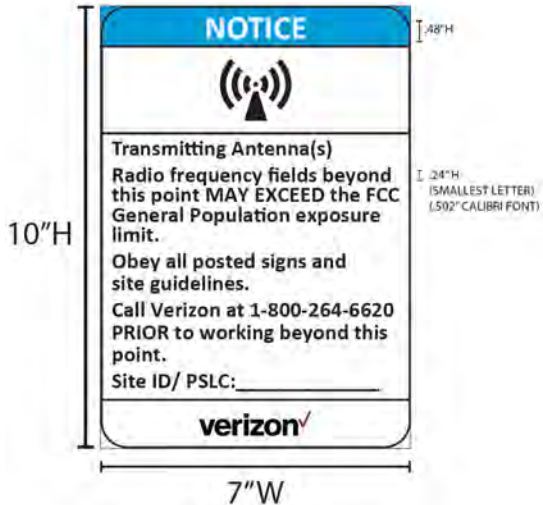 NOTICE
.48"H
Transmitting Antenna(s)
Radio frequency fields beyond
this point MAY EXCEED the FCC
General Population exposure
limit.
.24"H
(SMALLEST LETTER)
(.502" CALIBRI FONT)
10"H
Obey all posted signs and
site guidelines.
Call Verizon at 1-800-264-6620
PRIOR to working beyond this
point.
Site ID/ PSLC:_______________
verizon✓
7"W